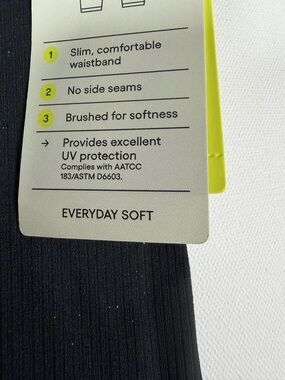 1 Slim, comfortable
waistband
2 No side seams
3 Brushed for softness
→ Provides excellent
UV protection
Complies with AATCC
183/ASTM D6603.
EVERYDAY SOFT